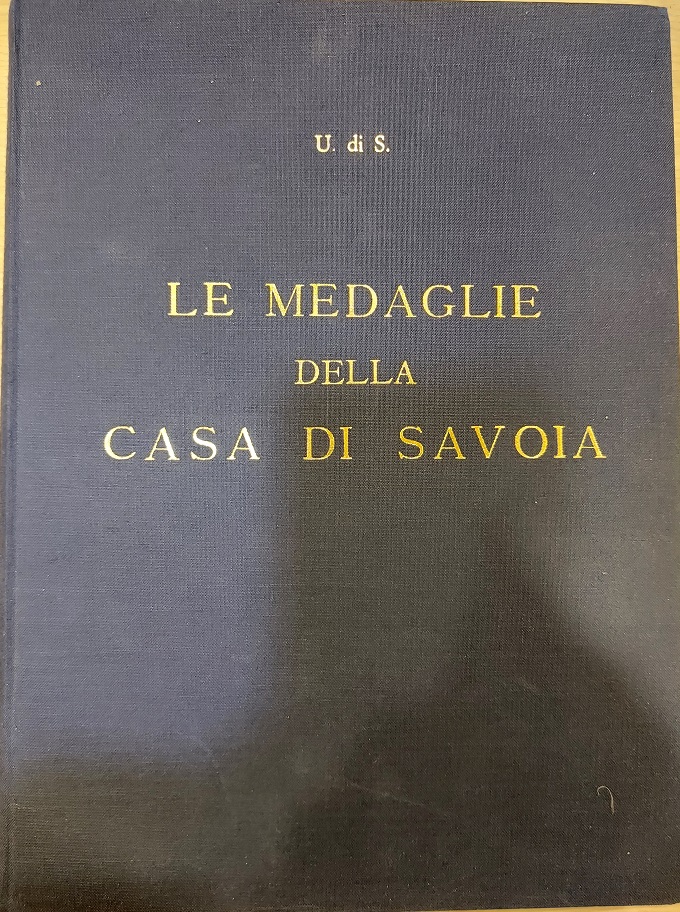 U. di S.
LE MEDAGLIE
DELLA
CASA DI SAVOIA